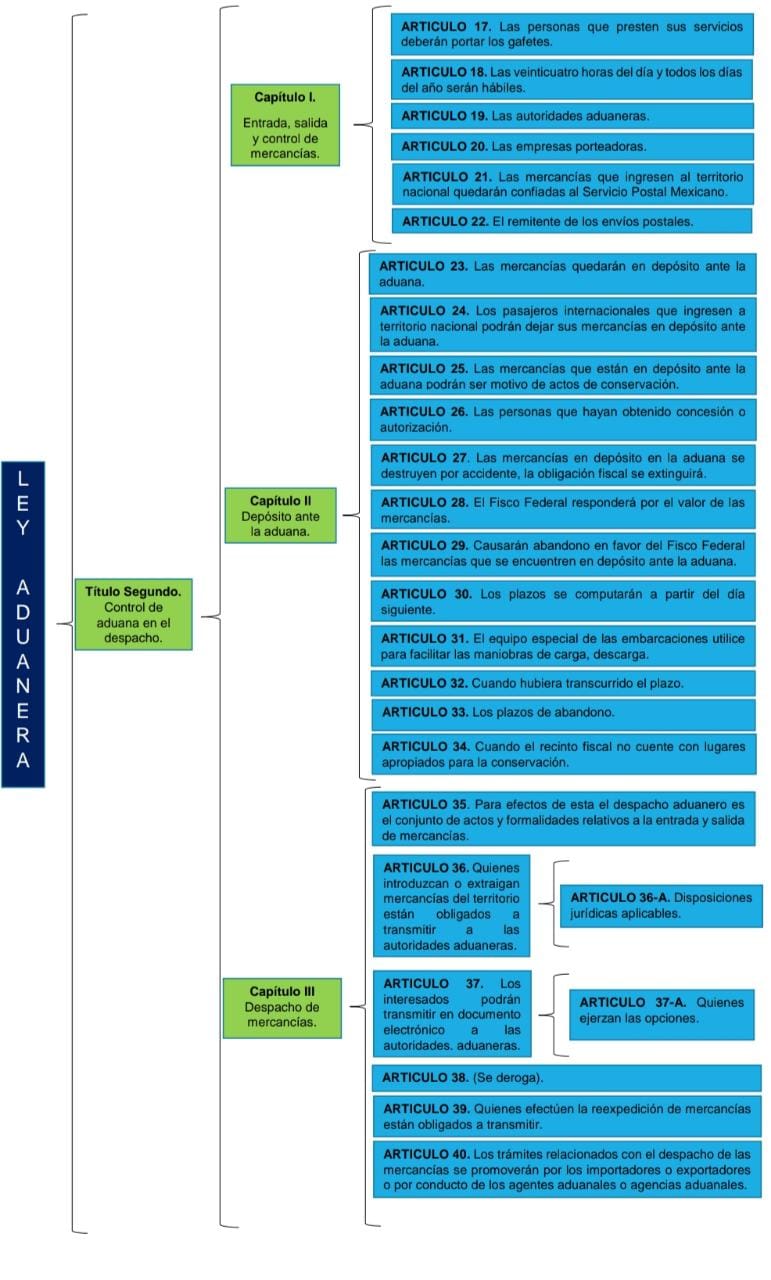 LEY ADUANERA
Título Segundo.
Control de
aduana en el
despacho.
Capítulo I.
Entrada, salida
y control de
mercancías.
ARTICULO 17. Las personas que presten sus servicios
deberán portar los gafetes.
ARTICULO 18. Las veinticuatro horas del día y todos los días
del año serán hábiles.
ARTICULO 19. Las autoridades aduaneras.
ARTICULO 20. Las empresas porteadoras.
ARTICULO 21. Las mercancías que ingresen al territorio
nacional quedarán confiadas al Servicio Postal Mexicano.
ARTICULO 22. El remitente de los envíos postales.
Capítulo II
Depósito ante
la aduana.
ARTICULO 23. Las mercancías quedarán en depósito ante la
aduana.
ARTICULO 24. Los pasajeros internacionales que ingresen a
territorio nacional podrán dejar sus mercancías en depósito ante
la aduana.
ARTICULO 25. Las mercancías que están en depósito ante la
aduana podrán ser motivo de actos de conservación.
ARTICULO 26. Las personas que hayan obtenido concesión o
autorización.
ARTICULO 27. Las mercancías en depósito en la aduana se
destruyen por accidente, la obligación fiscal se extinguirá.
ARTICULO 28. El Fisco Federal responderá por el valor de las
mercancías.
ARTICULO 29. Causarán abandono en favor del Fisco Federal
las mercancías que se encuentren en depósito ante la aduana.
ARTICULO 30. Los plazos se computarán a partir del día
siguiente.
ARTICULO 31. El equipo especial de las embarcaciones utilice
para facilitar las maniobras de carga, descarga.
ARTICULO 32. Cuando hubiera transcurrido el plazo.
ARTICULO 33. Los plazos de abandono.
ARTICULO 34. Cuando el recinto fiscal no cuente con lugares
apropiados para la conservación.
Capítulo III
Despacho de
mercancías.
ARTICULO 35. Para efectos de esta el despacho aduanero es
el conjunto de actos y formalidades relativos a la entrada y salida
de mercancías.
ARTICULO 36. Quienes
introduzcan o extraigan
mercancías del territorio
están obligados a
transmitir a las
autoridades aduaneras.
ARTICULO 36-A. Disposiciones
jurídicas aplicables.
ARTICULO 37. Los
interesados podrán
transmitir en documento
electrónico a las
autoridades. aduaneras.
ARTICULO 37-A. Quienes
ejerzan las opciones.
ARTICULO 38. (Se deroga).
ARTICULO 39. Quienes efectúen la reexpedición de mercancías
están obligados a transmitir.
ARTICULO 40. Los trámites relacionados con el despacho de las
mercancías se promoverán por los importadores o exportadores
o por conducto de los agentes aduanales o agencias aduanales.